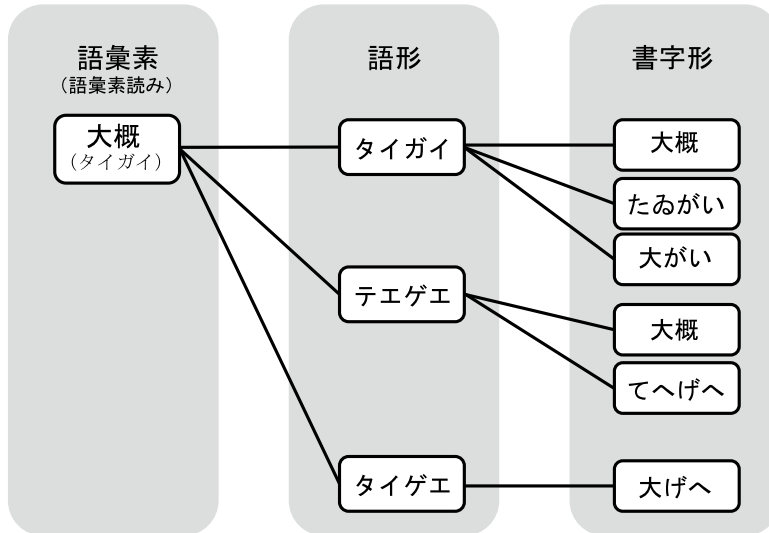 語彙素
（語彙素読み）
大概
（タイガイ）
語形
タイガイ
テエゲエ
タイゲエ
書字形
大概
たゐがい
大がい
大概
てへげへ
大げへ